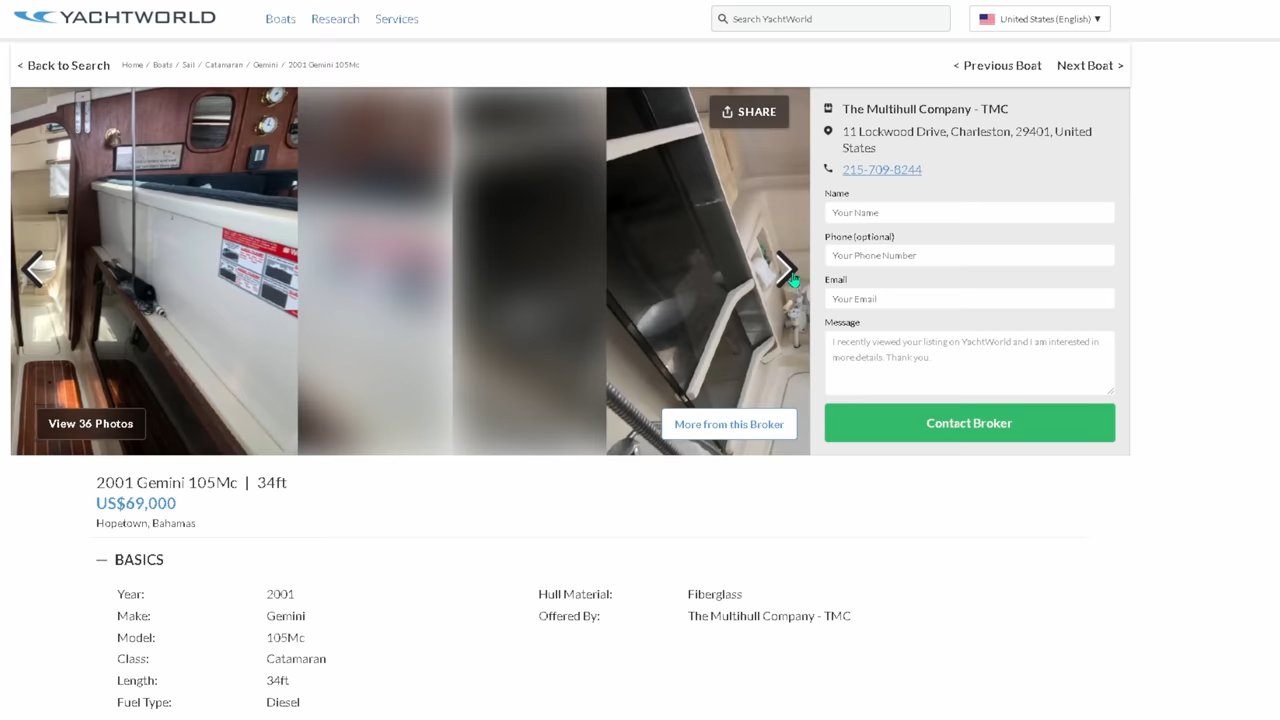 YACHTWORLD
Boats Research Services
Search YachtWorld
United States (English) ▼
< Back to Search
Home / Boats / Sail / Catamaran / Gemini / 2001 Gemini 105Mc
< Previous Boat Next Boat >
SHARE
View 36 Photos
More from this Broker
The Multihull Company - TMC
11 Lockwood Drive, Charleston, 29401, United
States
215-709-8244
Name
Your Name
Phone (optional)
Your Phone Number
Email
Your Email
Message
I recently viewed your listing on YachtWorld and I am interested in
more details. Thank you.
Contact Broker
2001 Gemini 105Mc | 34ft
US$69,000
Hopetown, Bahamas
— BASICS
Year: 2001
Make: Gemini
Model: 105Mc
Class: Catamaran
Length: 34ft
Fuel Type: Diesel
Hull Material: Fiberglass
Offered By: The Multihull Company - TMC